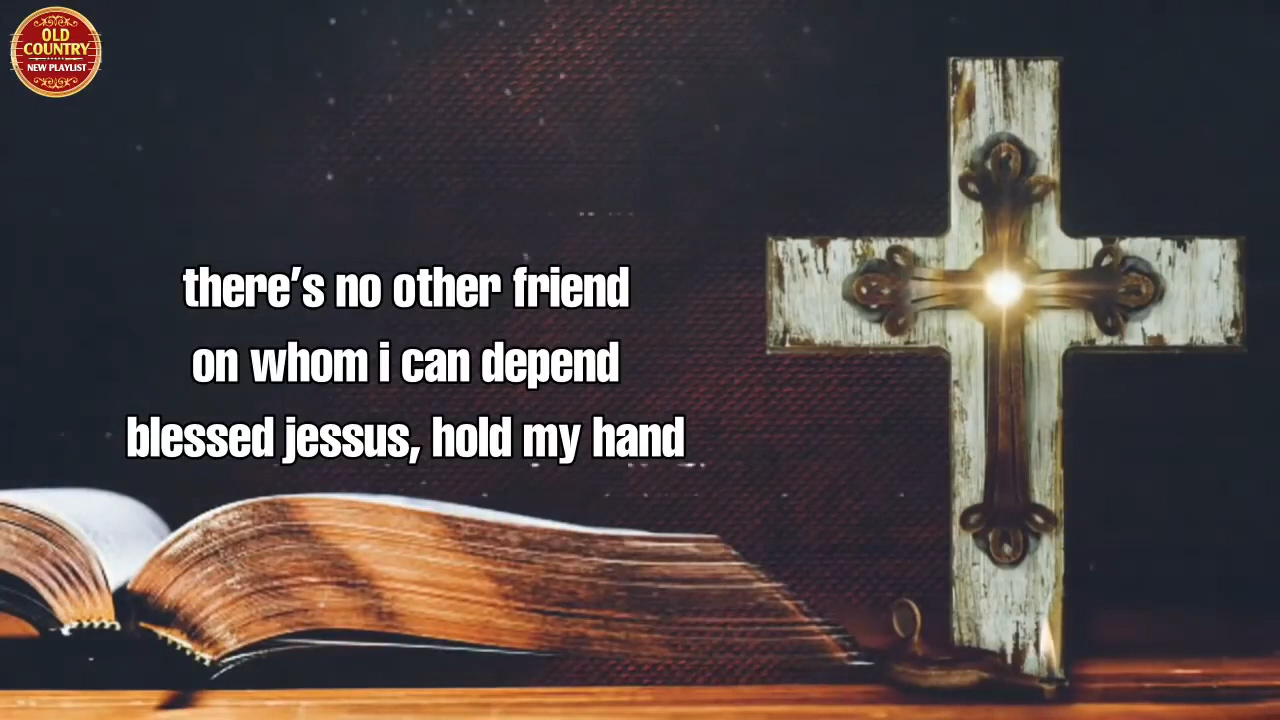 OLD
COUNTRY
NEW PLAYLIST
there's no other friend
on whom i can depend
blessed jessus, hold my hand